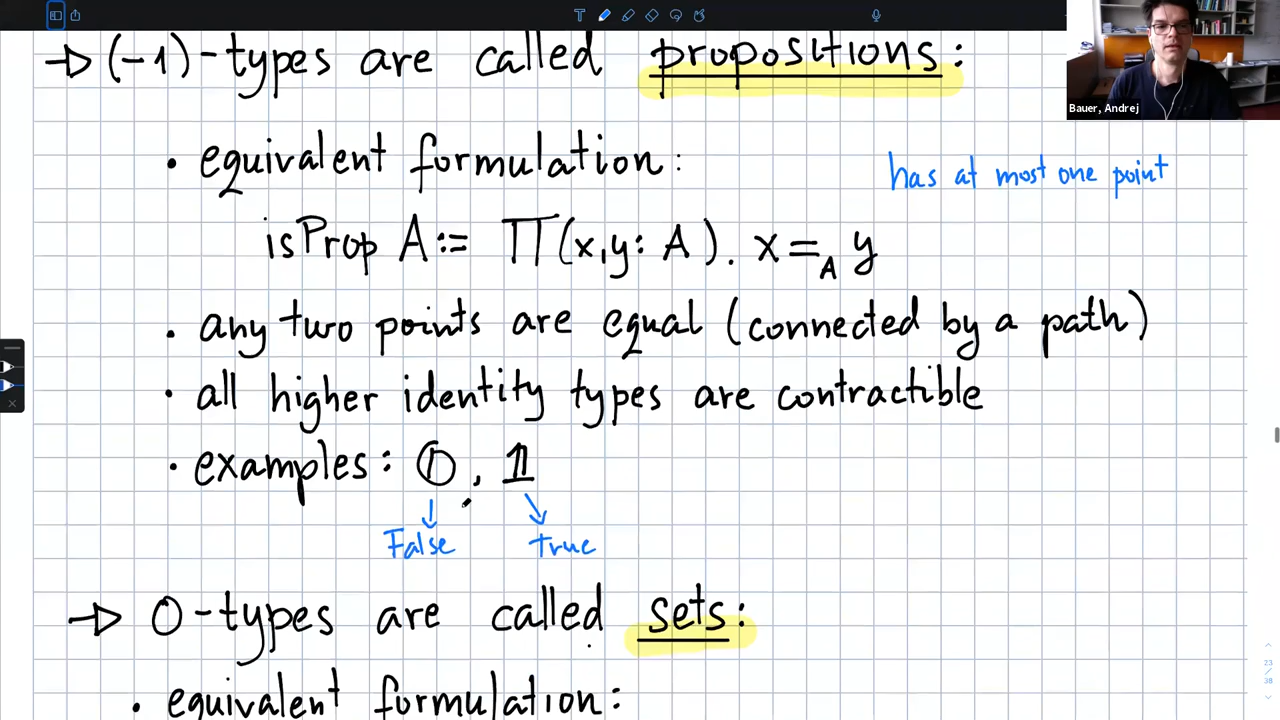 → (-1)-types are called propositions:
Bauer, Andrej
• equivalent formulation:
has at most one point
isProp A := Π(x,y: A). x =_A y
• any two points are equal (connected by a path)
• all higher identity types are contractible
• examples: 𝟘, 𝟙
False
True
→ 0-types are called sets:
• equivalent formulation:
23
/
38